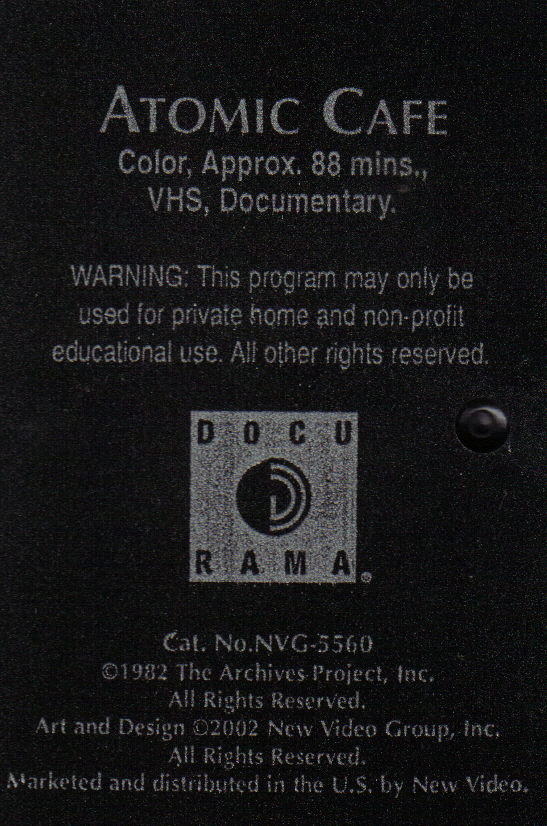 ATOMIC CAFE
Color, Approx. 88 mins.,
VHS, Documentary.
WARNING: This program may only be
used for private home and non-profit
educational use. All other rights reserved.
DOCU
RAMA®
Cat. No.NVG-5560
©1982 The Archives Project, Inc.
All Rights Reserved.
Art and Design ©2002 New Video Group, Inc.
All Rights Reserved.
Marketed and distributed in the U.S. by New Video.